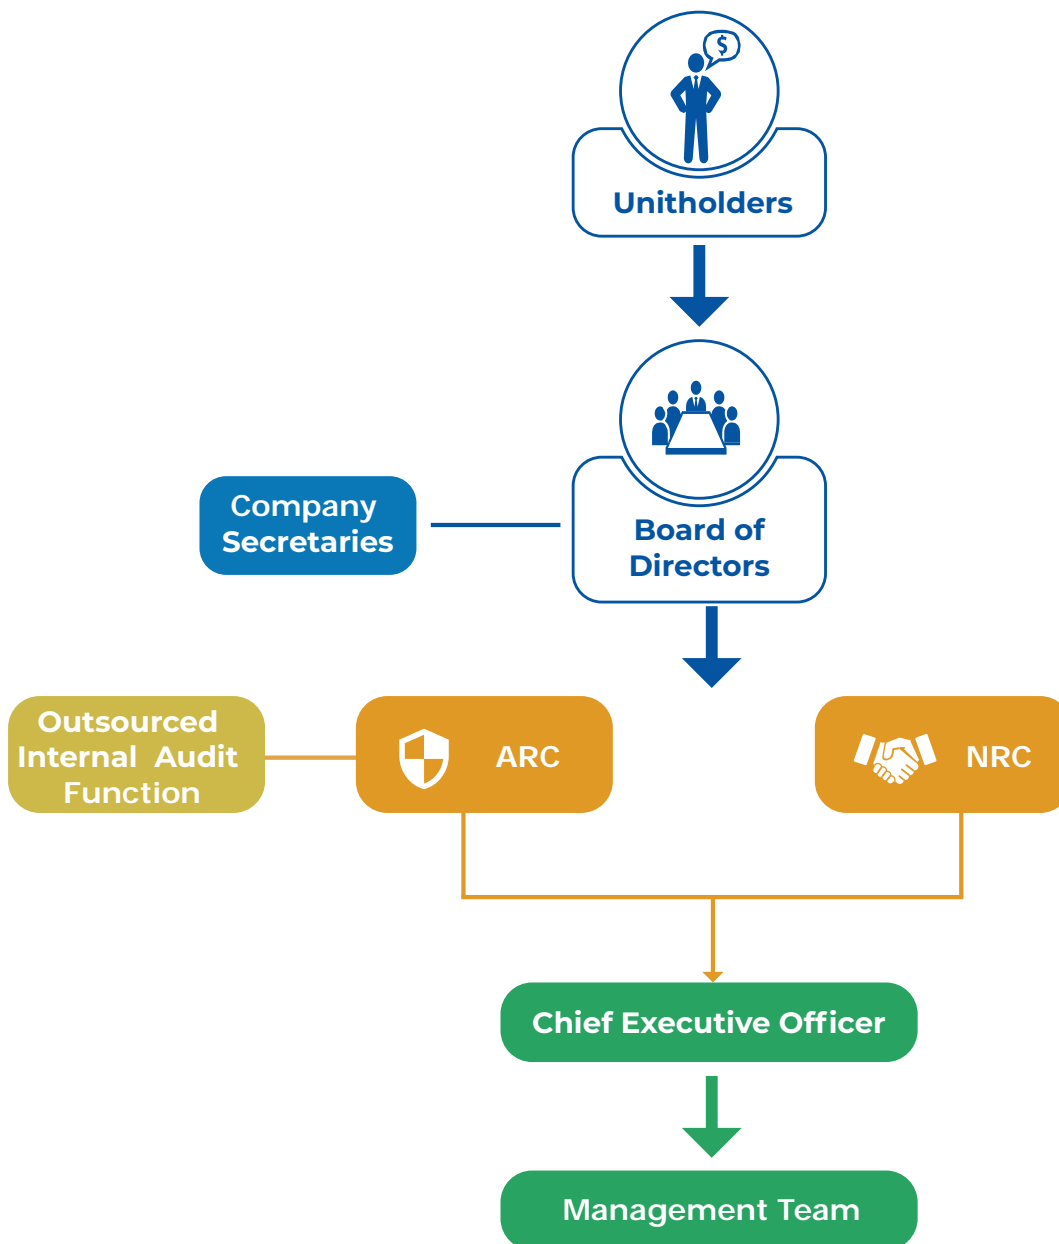 $
Unitholders
Company
Secretaries
Board of
Directors
Outsourced
Internal Audit
Function
ARC
NRC
Chief Executive Officer
Management Team